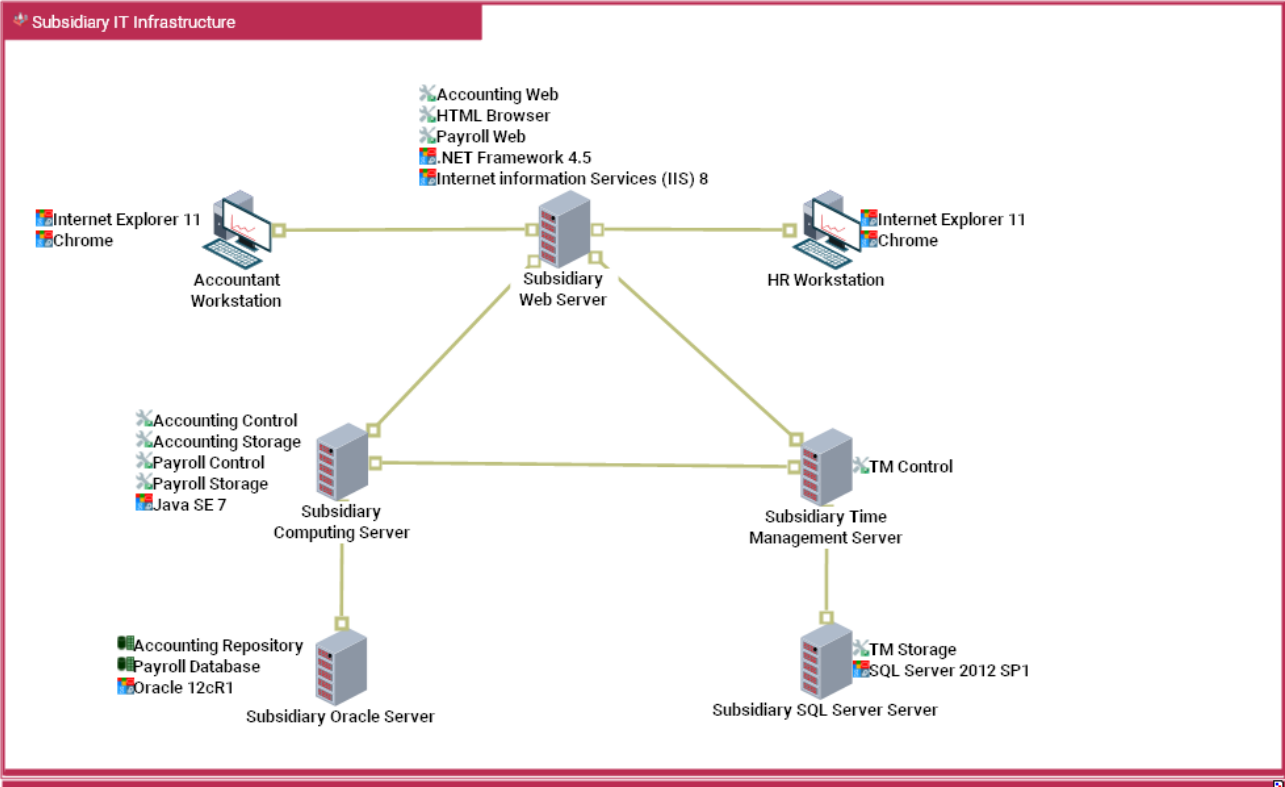 Subsidiary IT Infrastructure
Accounting Web
HTML Browser
Payroll Web
.NET Framework 4.5
Internet information Services (IIS) 8
Internet Explorer 11
Chrome
Accountant
Workstation
Subsidiary
Web Server
Internet Explorer 11
Chrome
HR Workstation
Accounting Control
Accounting Storage
Payroll Control
Payroll Storage
Java SE 7
Subsidiary
Computing Server
TM Control
Subsidiary Time
Management Server
Accounting Repository
Payroll Database
Oracle 12cR1
Subsidiary Oracle Server
TM Storage
SQL Server 2012 SP1
Subsidiary SQL Server Server